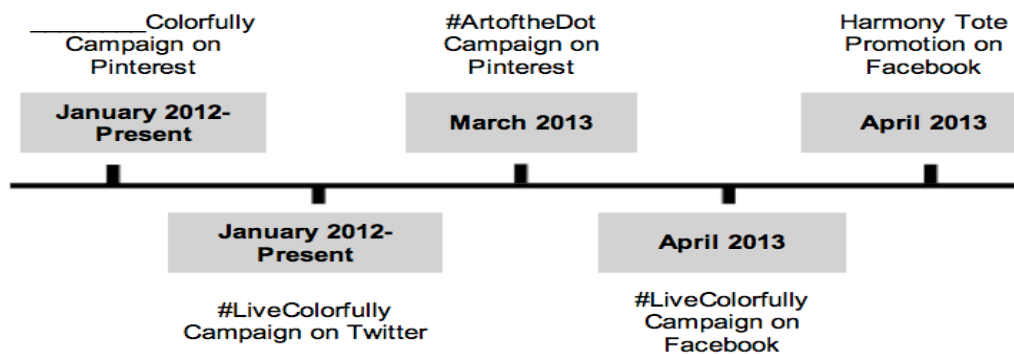 ________Colorfully
Campaign on
Pinterest
January 2012-
Present
#ArtoftheDot
Campaign on
Pinterest
March 2013
Harmony Tote
Promotion on
Facebook
April 2013
January 2012-
Present
#LiveColorfully
Campaign on Twitter
April 2013
#LiveColorfully
Campaign on
Facebook